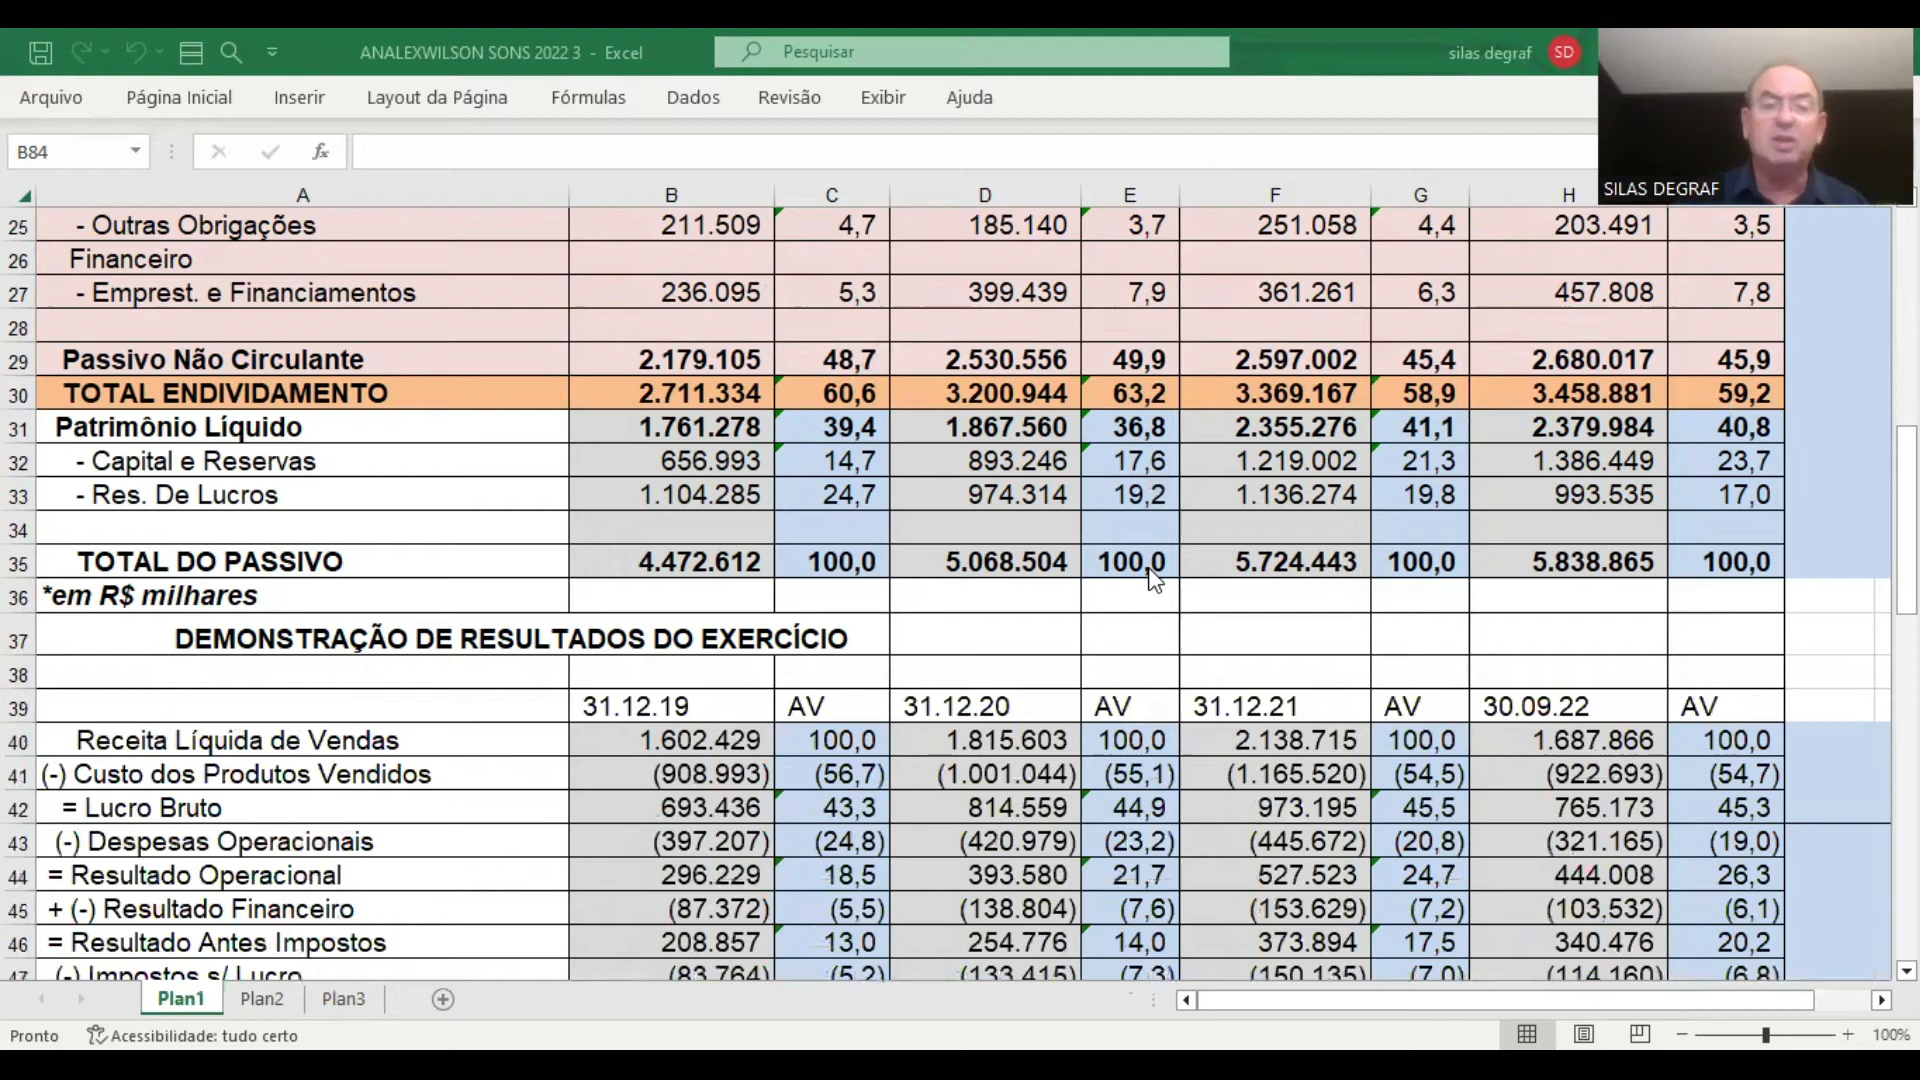 ANALEXWILSON SONS 2022 3 - Excel
Pesquisar
silas degraf SD
Arquivo Página Inicial Inserir Layout da Página Fórmulas Dados Revisão Exibir Ajuda
B84 fx
SILAS DEGRAF
A B C D E F G H
25 - Outras Obrigações 211.509 4,7 185.140 3,7 251.058 4,4 203.491 3,5
26 Financeiro
27 - Emprest. e Financiamentos 236.095 5,3 399.439 7,9 361.261 6,3 457.808 7,8
28
29 Passivo Não Circulante 2.179.105 48,7 2.530.556 49,9 2.597.002 45,4 2.680.017 45,9
30 TOTAL ENDIVIDAMENTO 2.711.334 60,6 3.200.944 63,2 3.369.167 58,9 3.458.881 59,2
31 Patrimônio Líquido 1.761.278 39,4 1.867.560 36,8 2.355.276 41,1 2.379.984 40,8
32 - Capital e Reservas 656.993 14,7 893.246 17,6 1.219.002 21,3 1.386.449 23,7
33 - Res. De Lucros 1.104.285 24,7 974.314 19,2 1.136.274 19,8 993.535 17,0
34
35 TOTAL DO PASSIVO 4.472.612 100,0 5.068.504 100,0 5.724.443 100,0 5.838.865 100,0
36 *em R$ milhares
37 DEMONSTRAÇÃO DE RESULTADOS DO EXERCÍCIO
38
39 31.12.19 AV 31.12.20 AV 31.12.21 AV 30.09.22 AV
40 Receita Líquida de Vendas 1.602.429 100,0 1.815.603 100,0 2.138.715 100,0 1.687.866 100,0
41 (-) Custo dos Produtos Vendidos (908.993) (56,7) (1.001.044) (55,1) (1.165.520) (54,5) (922.693) (54,7)
42 = Lucro Bruto 693.436 43,3 814.559 44,9 973.195 45,5 765.173 45,3
43 (-) Despesas Operacionais (397.207) (24,8) (420.979) (23,2) (445.672) (20,8) (321.165) (19,0)
44 = Resultado Operacional 296.229 18,5 393.580 21,7 527.523 24,7 444.008 26,3
45 + (-) Resultado Financeiro (87.372) (5,5) (138.804) (7,6) (153.629) (7,2) (103.532) (6,1)
46 = Resultado Antes Impostos 208.857 13,0 254.776 14,0 373.894 17,5 340.476 20,2
47 (-) Impostos s/ Lucro (83.764) (5,2) (133.415) (7,3) (150.135) (7,0) (114.160) (6,8)
Plan1 Plan2 Plan3
Pronto Acessibilidade: tudo certo 100%